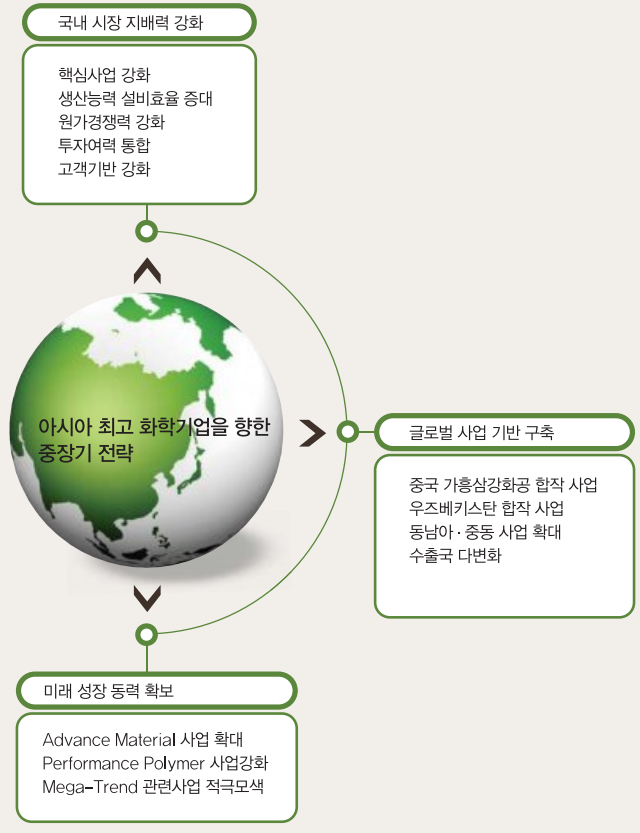 국내 시장 지배력 강화
핵심사업 강화
생산능력 설비효율 증대
원가경쟁력 강화
투자여력 통합
고객기반 강화
아시아 최고 화학기업을 향한
중장기 전략
글로벌 사업 기반 구축
중국 가흥삼강화공 합작 사업
우즈베키스탄 합작 사업
동남아 · 중동 사업 확대
수출국 다변화
미래 성장 동력 확보
Advance Material 사업 확대
Performance Polymer 사업강화
Mega-Trend 관련사업 적극모색